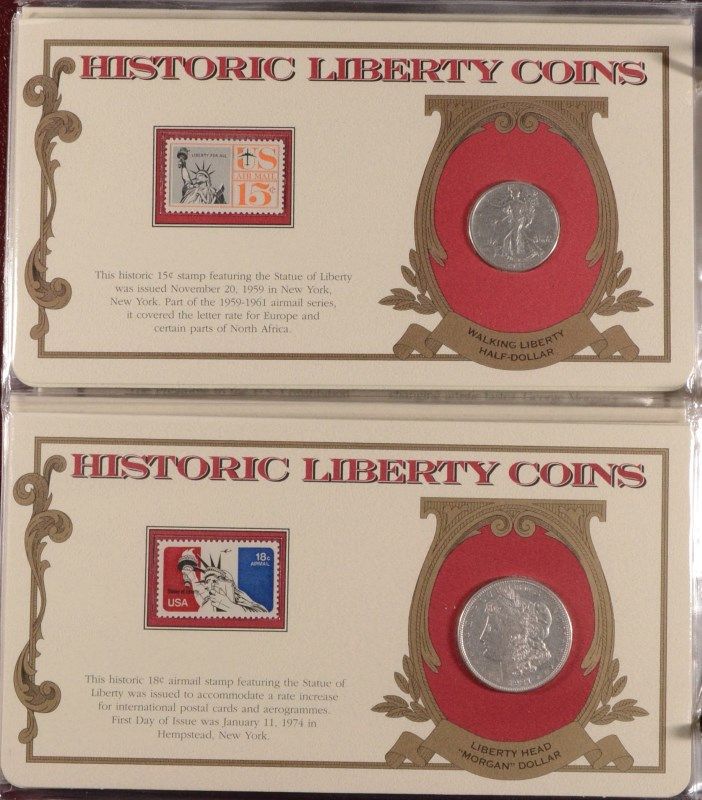 HISTORIC LIBERTY COINS
LIBERTY FOR ALL
US
AIR MAIL
15¢
This historic 15¢ stamp featuring the Statue of Liberty
was issued November 20, 1959 in New York,
New York. Part of the 1959-1961 airmail series,
it covered the letter rate for Europe and
certain parts of North Africa.
WALKING LIBERTY
HALF-DOLLAR
HISTORIC LIBERTY COINS
18¢
AIRMAIL
Statue of Liberty
USA
This historic 18¢ airmail stamp featuring the Statue of
Liberty was issued to accommodate a rate increase
for international postal cards and aerogrammes.
First Day of Issue was January 11, 1974 in
Hempstead, New York.
LIBERTY HEAD
"MORGAN" DOLLAR